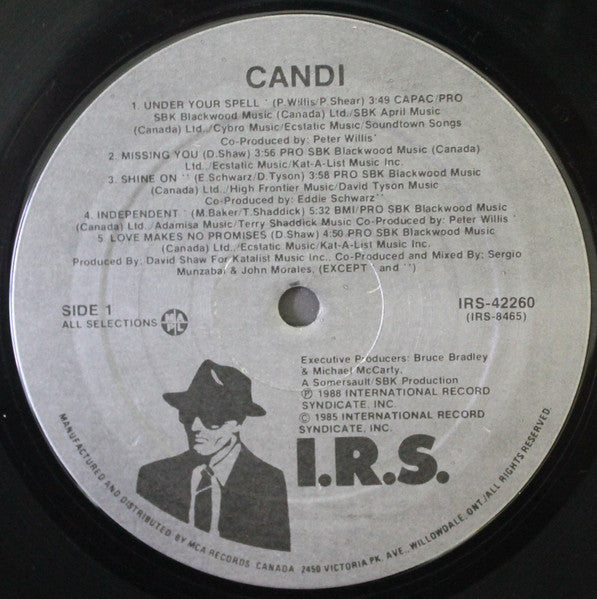 CANDI
1. UNDER YOUR SPELL * (P. Willis/P. Shear) 3:49 CAPAC/PRO
SBK Blackwood Music (Canada) Ltd./SBK April Music
(Canada) Ltd./Cybro Music/Ecstatic Music/Soundtown Songs
Co-Produced by: Peter Willis*
2. MISSING YOU (D. Shaw) 3:56 PRO SBK Blackwood Music (Canada)
Ltd./Ecstatic Music/Kat-A-List Music Inc.
3. SHINE ON ** (E. Schwarz/D. Tyson) 3:58 PRO SBK Blackwood Music
(Canada) Ltd./High Frontier Music/David Tyson Music
Co-Produced by: Eddie Schwarz**
4. INDEPENDENT * (M. Baker/T. Shaddick) 5:32 BMI/PRO SBK Blackwood Music
(Canada) Ltd./Adamisa Music/Terry Shaddick Music Co-Produced by: Peter Willis *
5 LOVE MAKES NO PROMISES (D Shaw) 4:50 PRO SBK Blackwood Music
(Canada) Ltd./Ecstatic Music/Kat-A-List Music Inc.
Produced By: David Shaw For Katalist Music Inc., Co-Produced and Mixed By: Sergio
Munzabai & John Morales, (EXCEPT * and **)
SIDE 1
ALL SELECTIONS MAPL
IRS-42260
(IRS-8465)
Executive Producers: Bruce Bradley
& Michael McCarty,
A Somersault/SBK Production
℗ 1988 INTERNATIONAL RECORD
SYNDICATE, INC.
© 1985 INTERNATIONAL RECORD
SYNDICATE, INC.
I.R.S.
MANUFACTURED AND DISTRIBUTED BY MCA RECORDS CANADA 2450 VICTORIA PK. AVE., WILLOWDALE, ONT./ALL RIGHTS RESERVED.